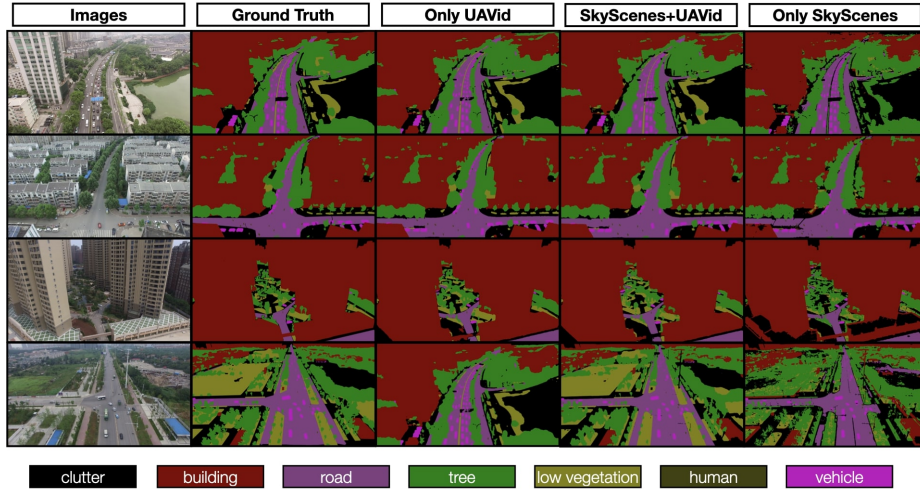 Images Ground Truth Only UAVid SkyScenes+UAVid Only SkyScenes
clutter building road tree low vegetation human vehicle